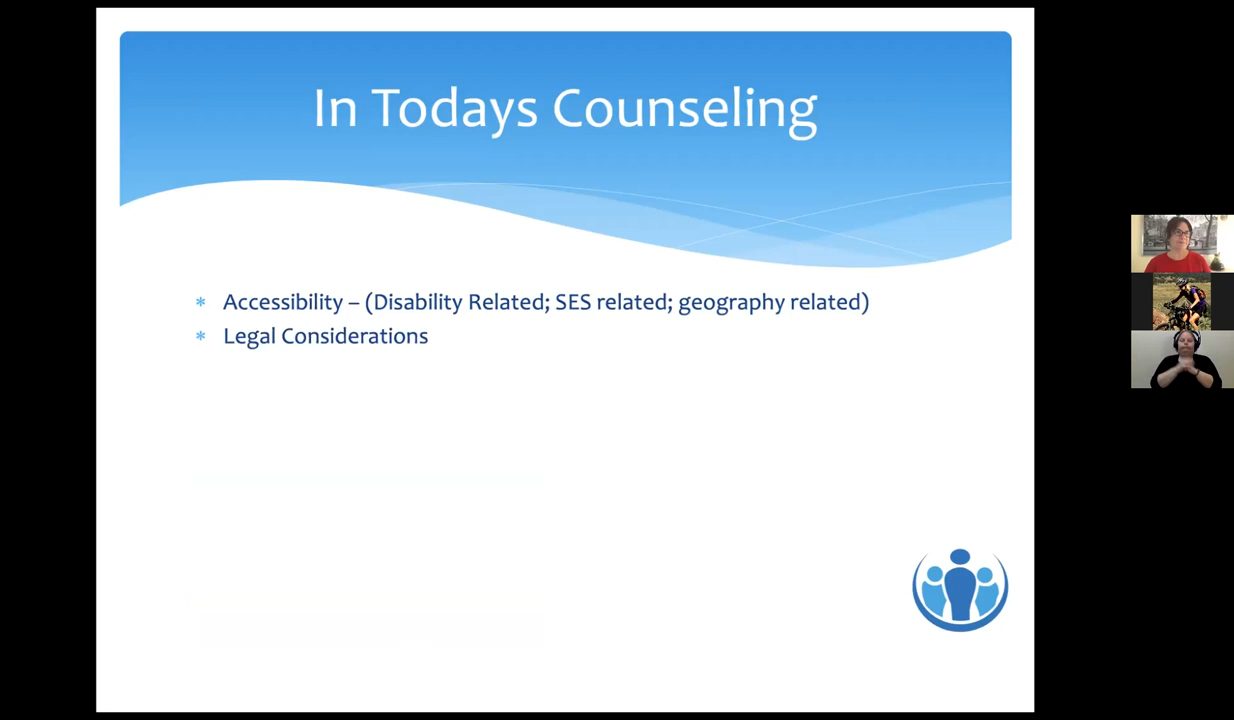 In Todays Counseling
* Accessibility – (Disability Related; SES related; geography related)
* Legal Considerations